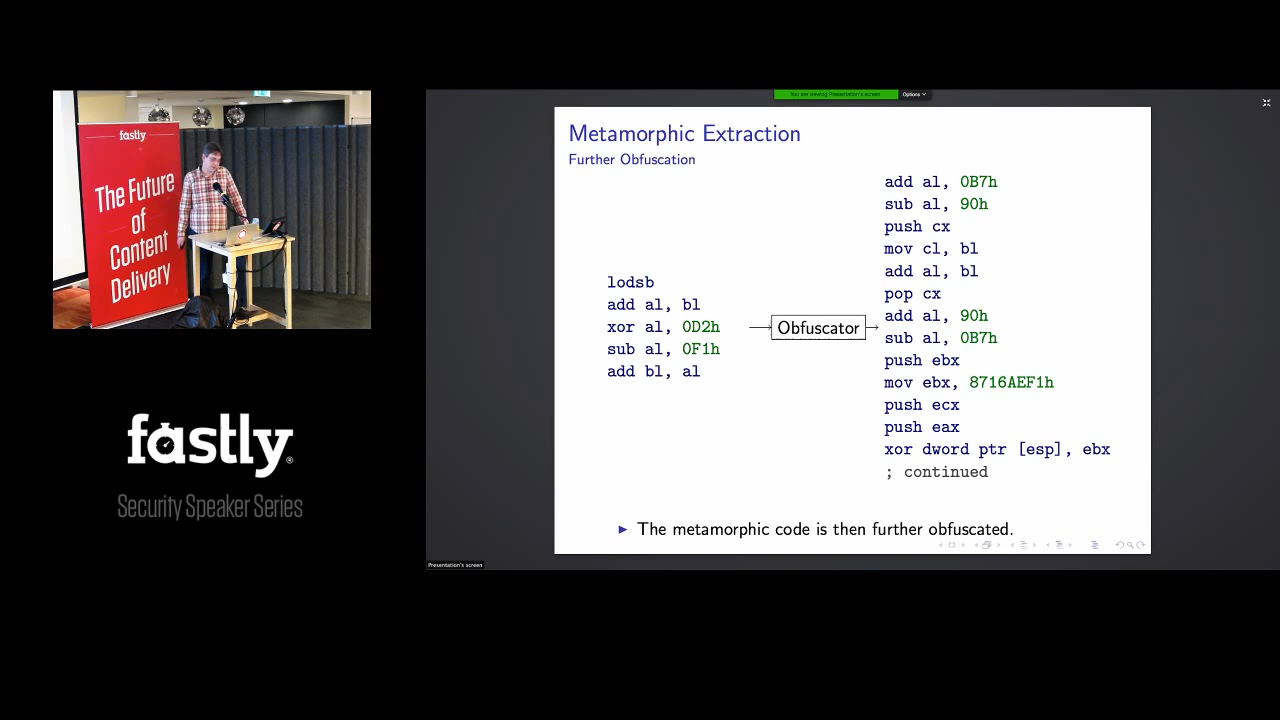 fastly
The Future
of
Content
Delivery
fastly
Security Speaker Series
You are viewing Presentation's screen
Options
Metamorphic Extraction
Further Obfuscation
lodsb
add al, bl
xor al, 0D2h
sub al, 0F1h
add bl, al
Obfuscator
add al, 0B7h
sub al, 90h
push cx
mov cl, bl
add al, bl
pop cx
add al, 90h
sub al, 0B7h
push ebx
mov ebx, 8716AEF1h
push ecx
push eax
xor dword ptr [esp], ebx
; continued
The metamorphic code is then further obfuscated.
Presentation's screen